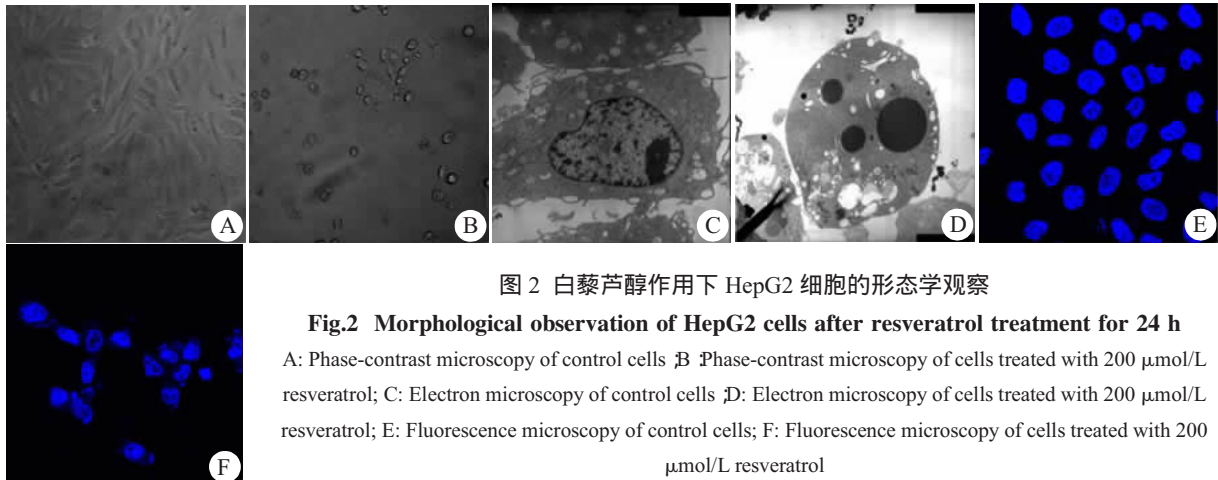 A
B
C
D
E
F
图 2 白藜芦醇作用下 HepG2 细胞的形态学观察
Fig.2 Morphological observation of HepG2 cells after resveratrol treatment for 24 h
A: Phase-contrast microscopy of control cells ;B :Phase-contrast microscopy of cells treated with 200 μmol/L
resveratrol; C: Electron microscopy of control cells ;D: Electron microscopy of cells treated with 200 μmol/L
resveratrol; E: Fluorescence microscopy of control cells; F: Fluorescence microscopy of cells treated with 200
μmol/L resveratrol